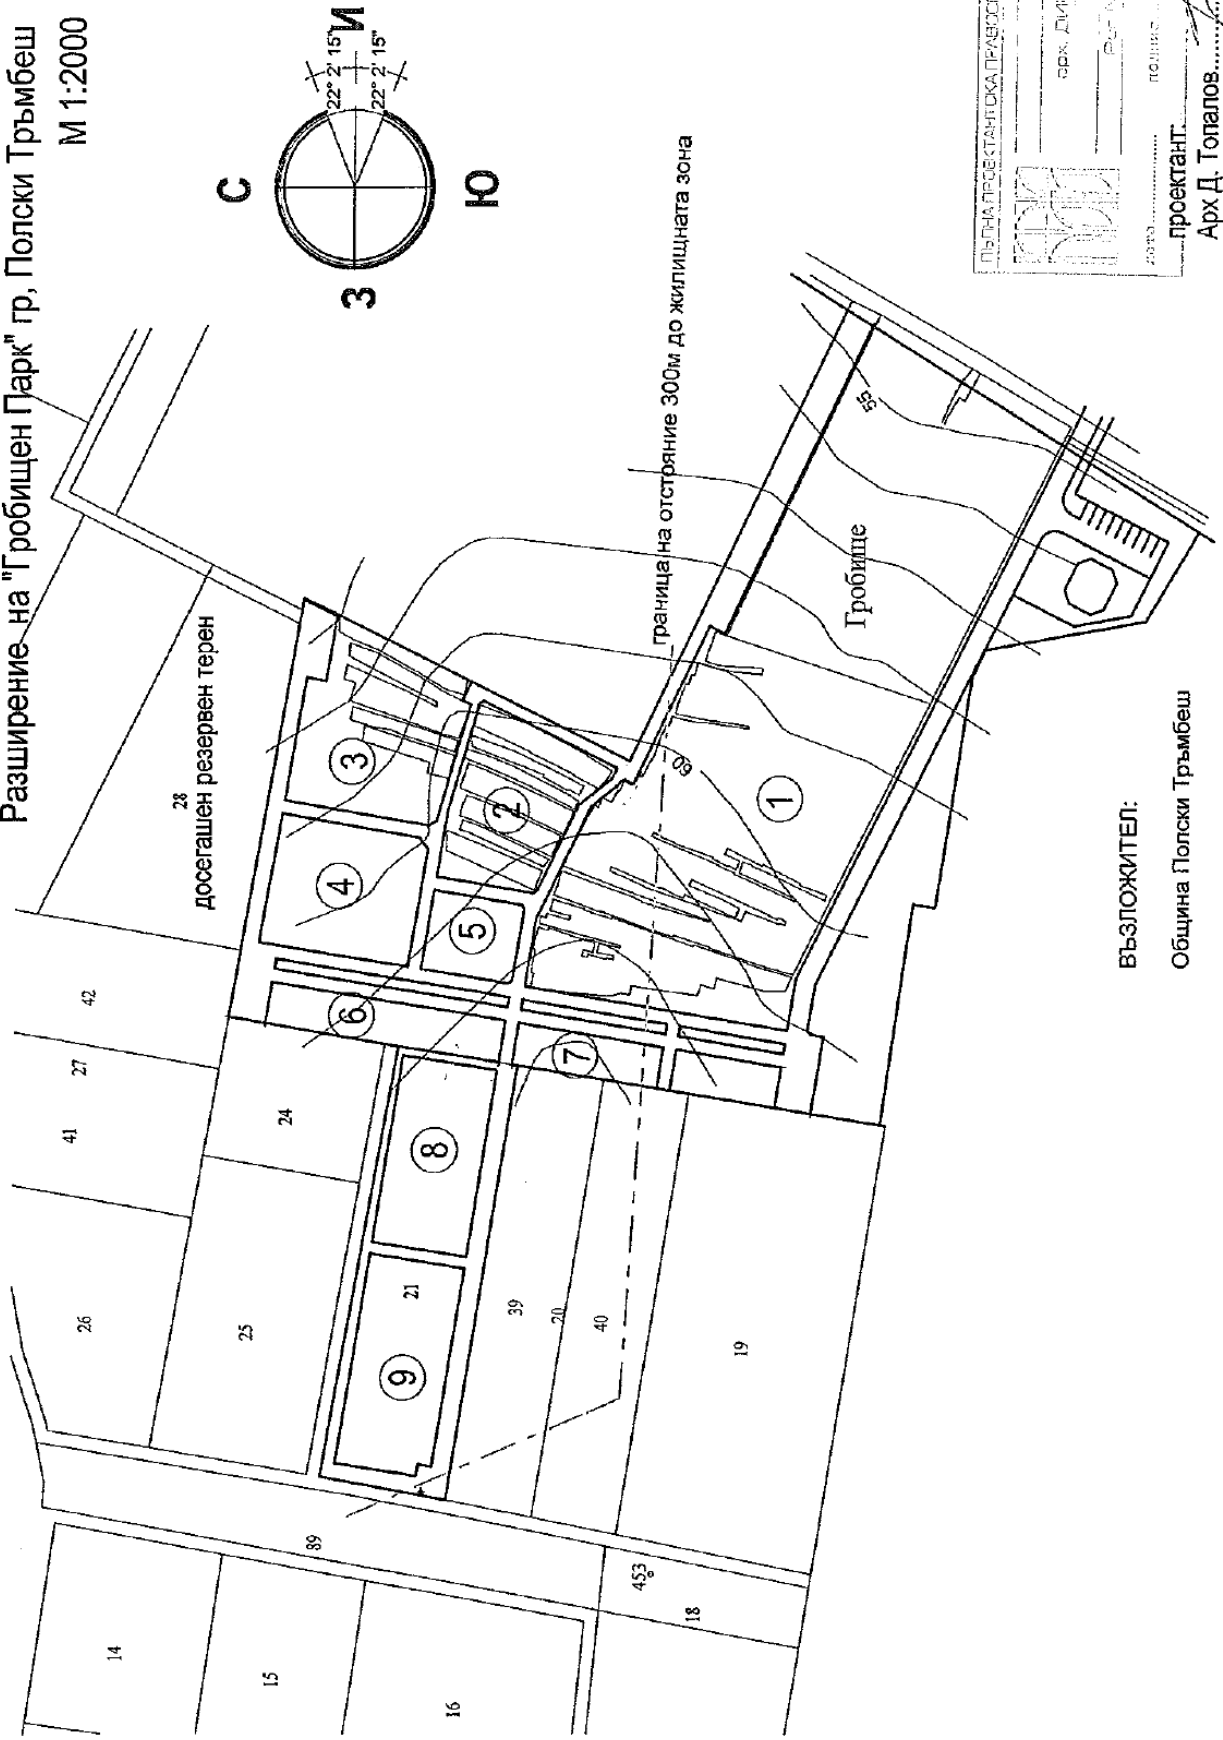 Разширение на "Гробищен Парк" гр, Полски Тръмбеш
М 1:2000
С
И
З
Ю
22° 2' 15"
22° 2' 15"
28
досегашен резервен терен
граница на отстояние 300м до жилищната зона
Гробище
55
60
1
2
3
4
5
6
7
8
9
42
27
41
24
26
25
21
39
20
40
19
89
453
18
14
15
16
ВЪЗЛОЖИТЕЛ:
Община Полски Тръмбеш
проектант:
Арх Д. Топалов